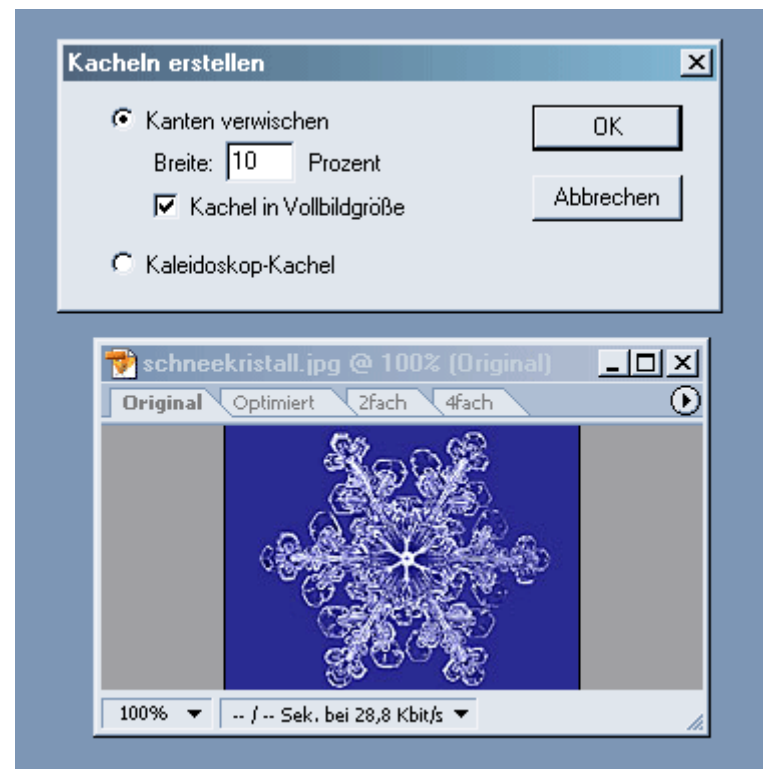 Kacheln erstellen
Kanten verwischen
OK
Breite: 10 Prozent
Kachel in Vollbildgröße
Abbrechen
Kaleidoskop-Kachel
schneekristall.jpg @ 100% (Original)
Original Optimiert 2fach 4fach
100% -- / -- Sek. bei 28,8 Kbit/s